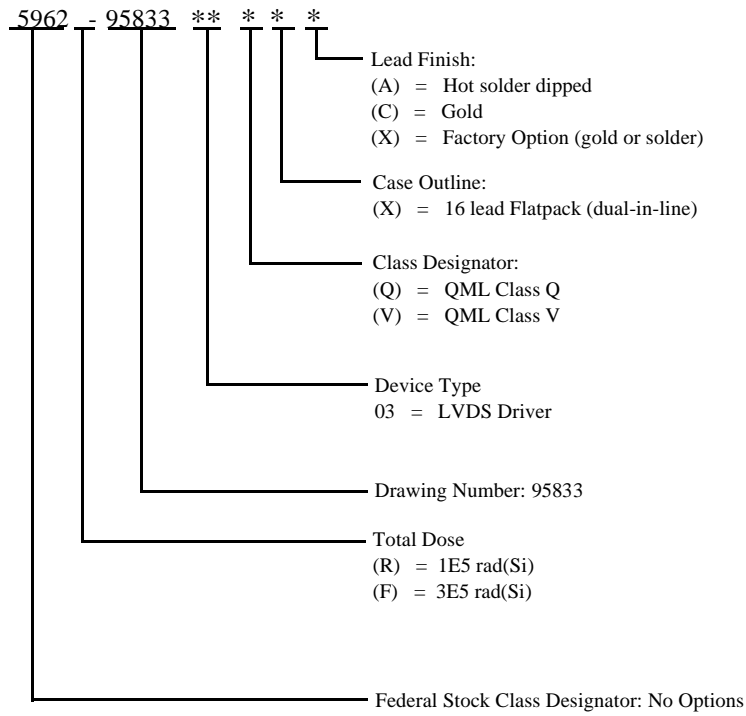 5962 - 95833 ** * * *
Lead Finish:
(A) = Hot solder dipped
(C) = Gold
(X) = Factory Option (gold or solder)
Case Outline:
(X) = 16 lead Flatpack (dual-in-line)
Class Designator:
(Q) = QML Class Q
(V) = QML Class V
Device Type
03 = LVDS Driver
Drawing Number: 95833
Total Dose
(R) = 1E5 rad(Si)
(F) = 3E5 rad(Si)
Federal Stock Class Designator: No Options